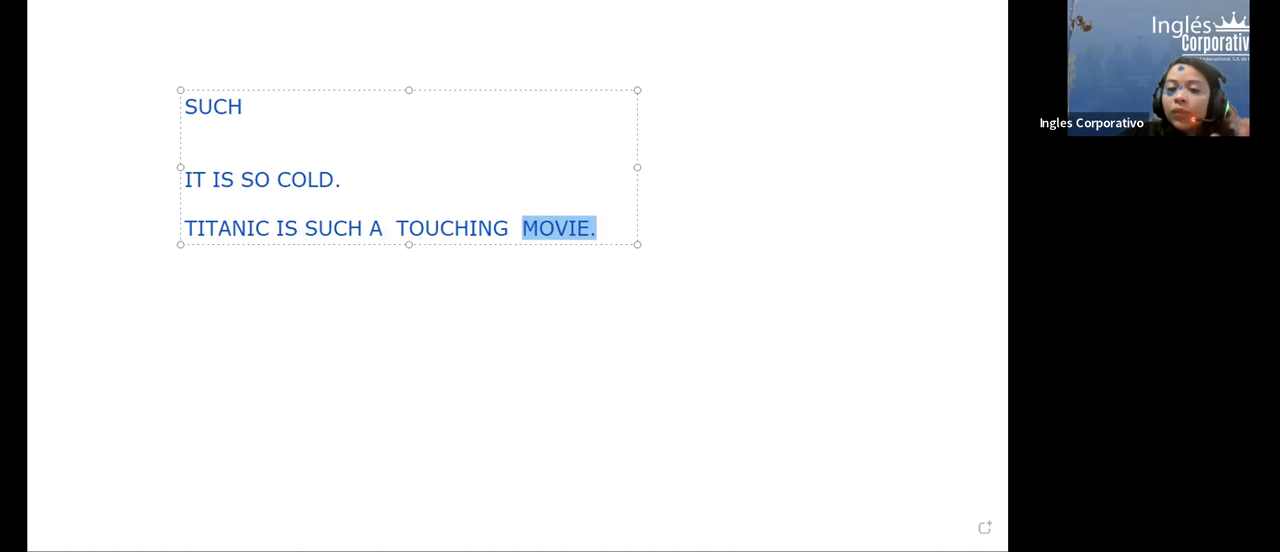 SUCH
IT IS SO COLD.
TITANIC IS SUCH A TOUCHING MOVIE.
Inglés
Corporativ
Ingles Corporativo